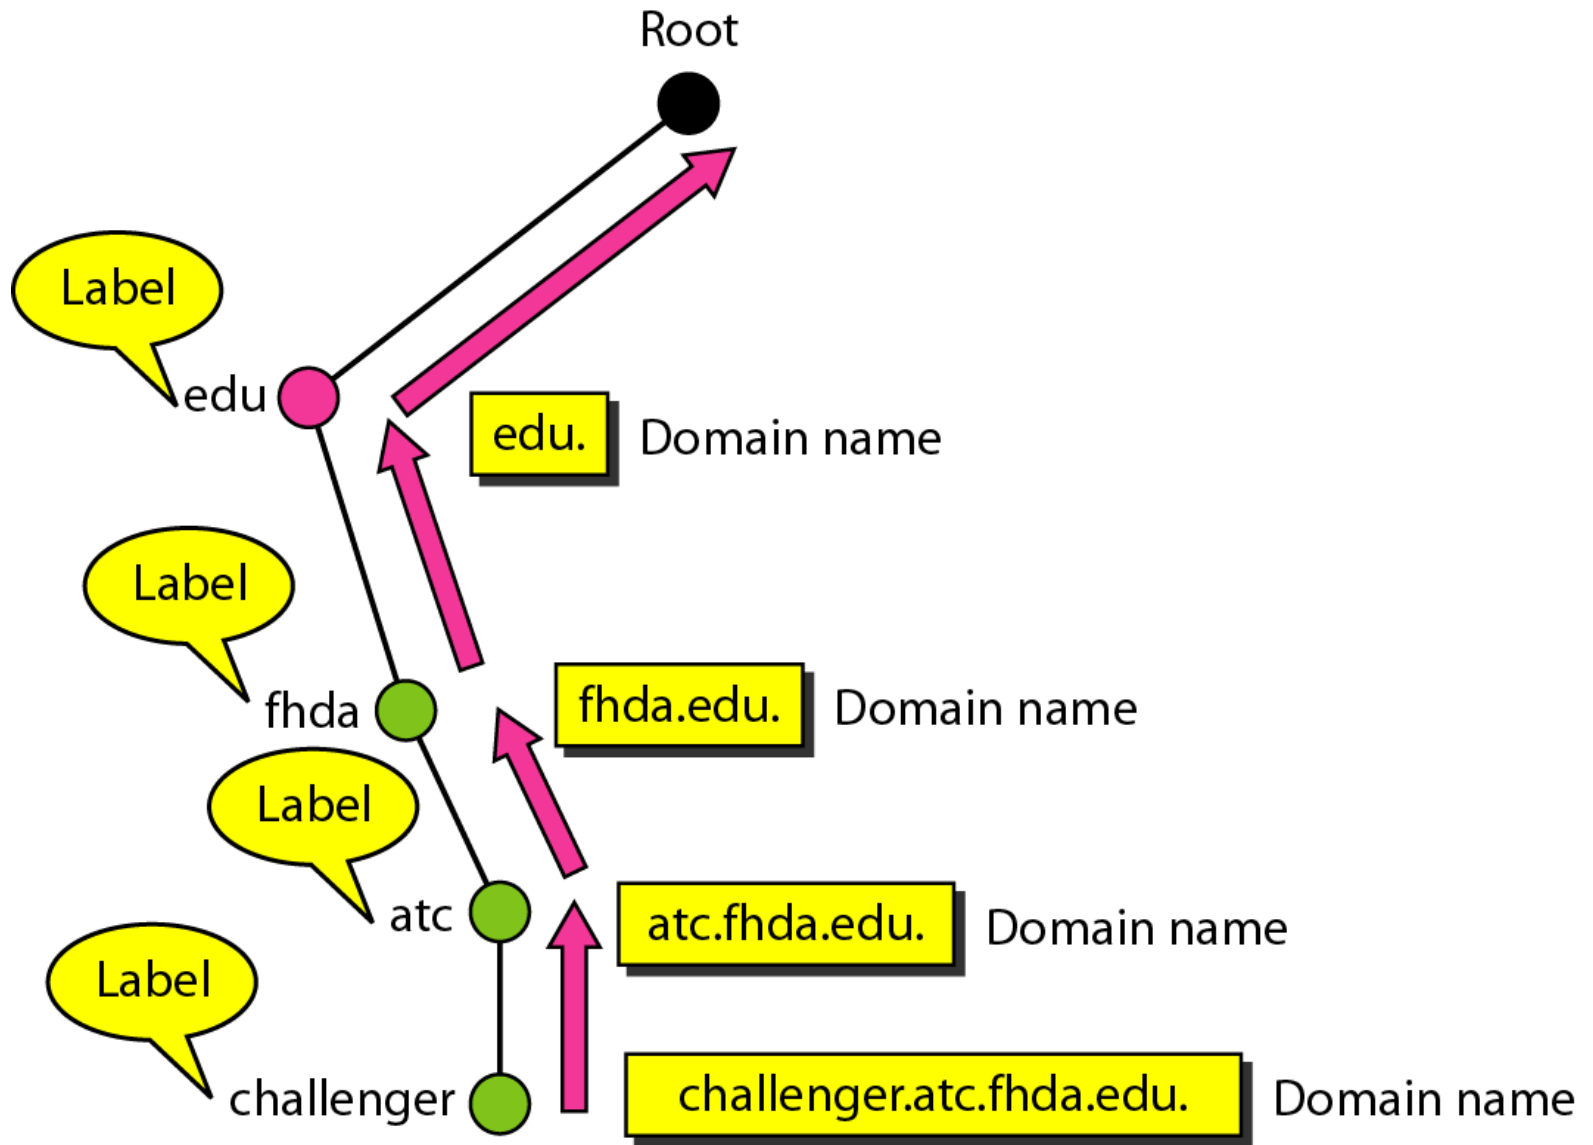 Root
Label
edu
edu.
Domain name
Label
fhda
fhda.edu.
Domain name
Label
atc
atc.fhda.edu.
Domain name
Label
challenger
challenger.atc.fhda.edu.
Domain name